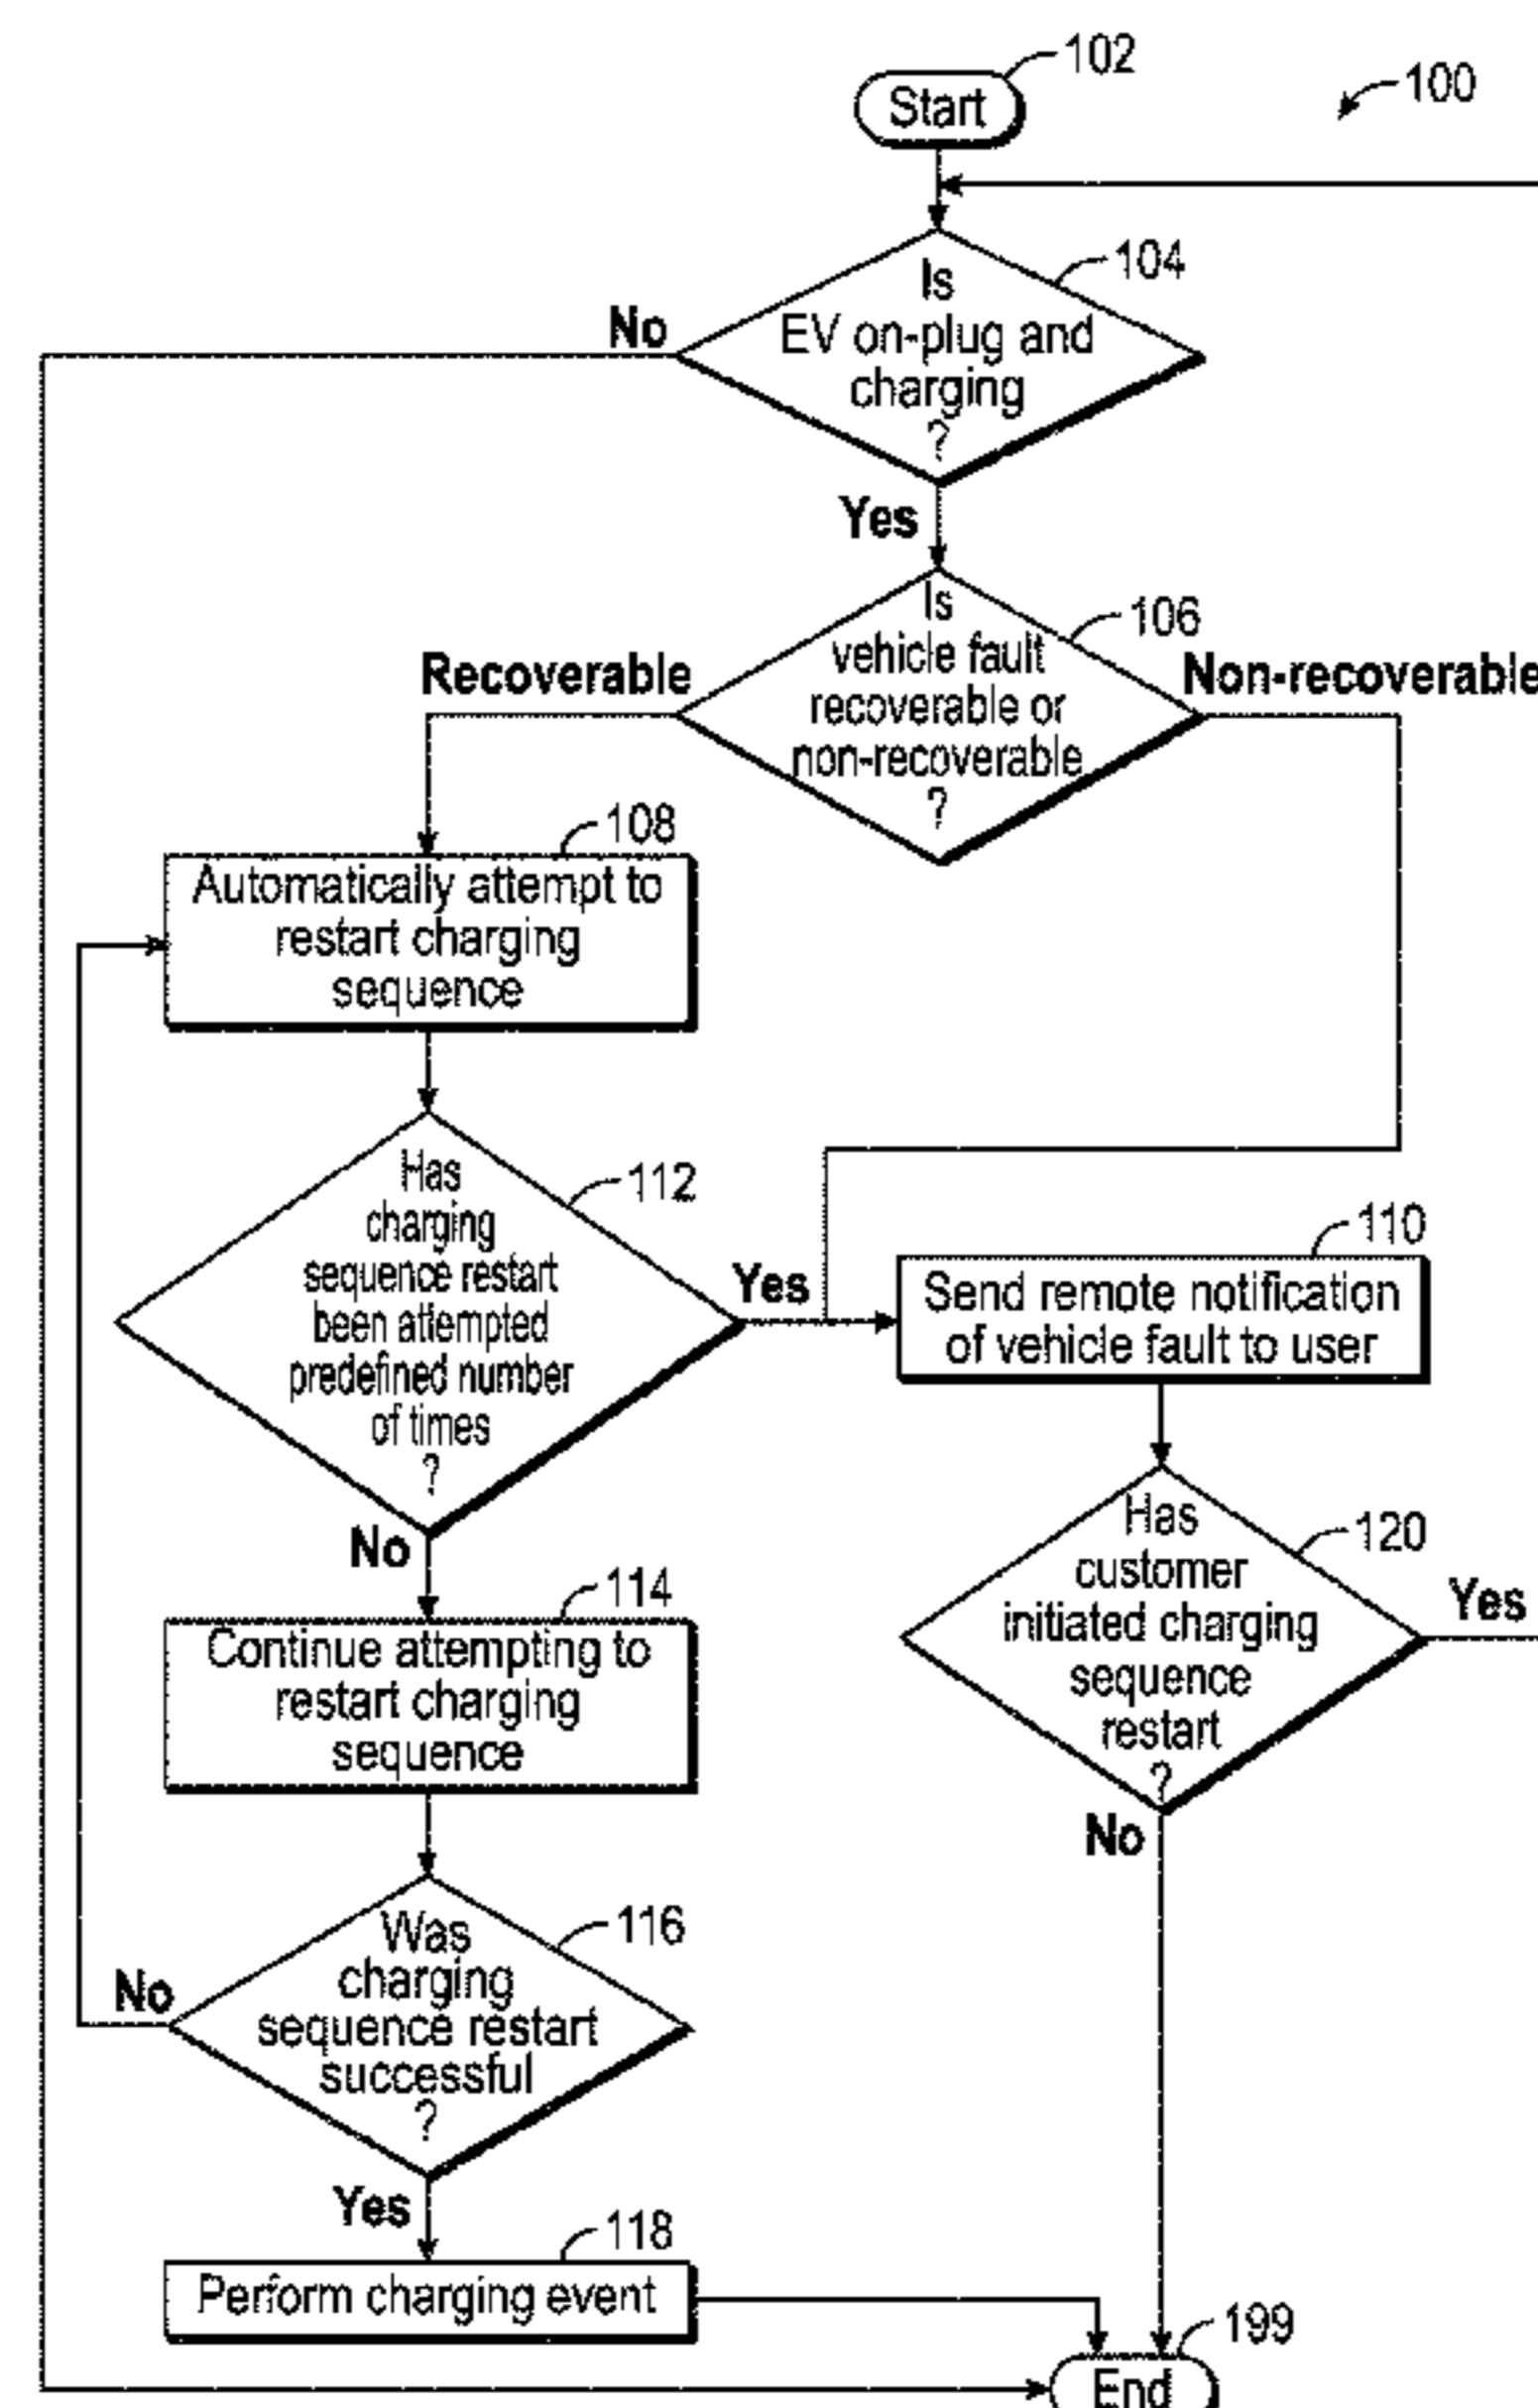 102
Start
100
104
Is
EV on-plug and
charging
?
No
Yes
106
Is
vehicle fault
recoverable or
non-recoverable
?
Recoverable
Non-recoverable
108
Automatically attempt to
restart charging
sequence
112
Has
charging
sequence restart
been attempted
predefined number
of times
?
Yes
110
Send remote notification
of vehicle fault to user
No
114
Continue attempting to
restart charging
sequence
120
Has
customer
initiated charging
sequence
restart
?
Yes
No
116
Was
charging
sequence restart
successful
?
No
Yes
118
Perform charging event
199
End